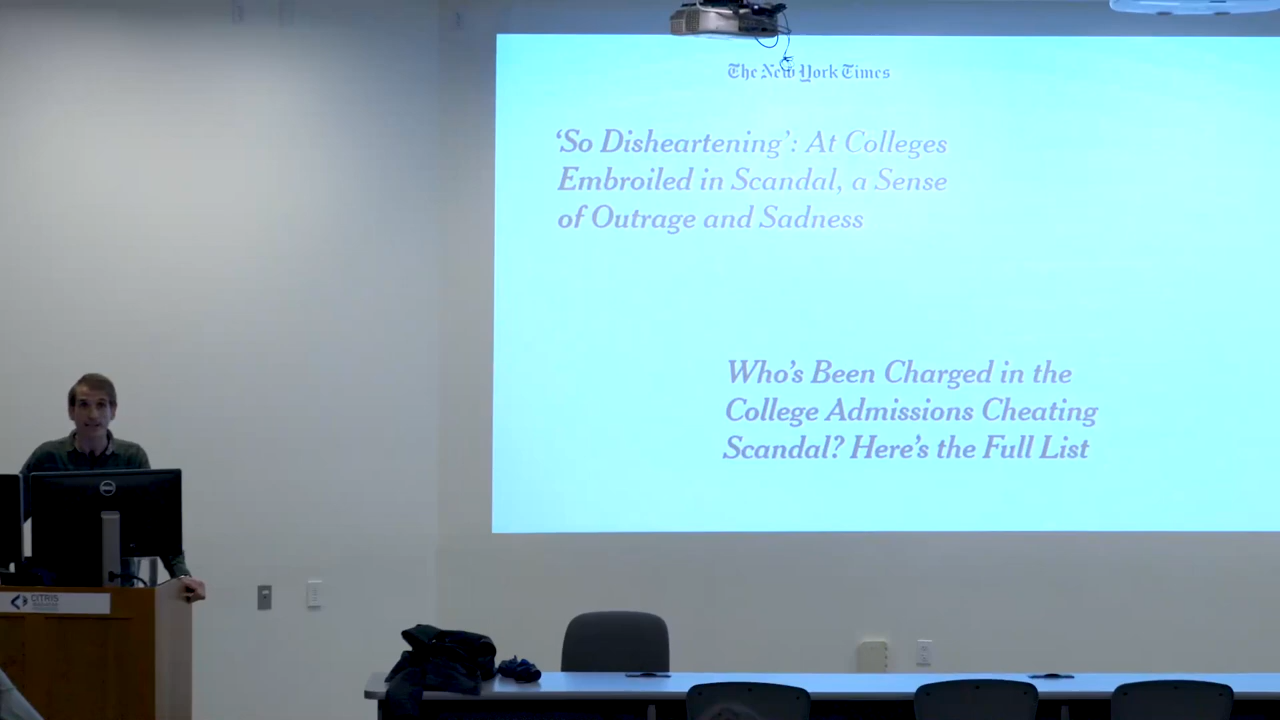 The New York Times
‘So Disheartening’: At Colleges
Embroiled in Scandal, a Sense
of Outrage and Sadness
Who’s Been Charged in the
College Admissions Cheating
Scandal? Here’s the Full List
DELL
CITRIS